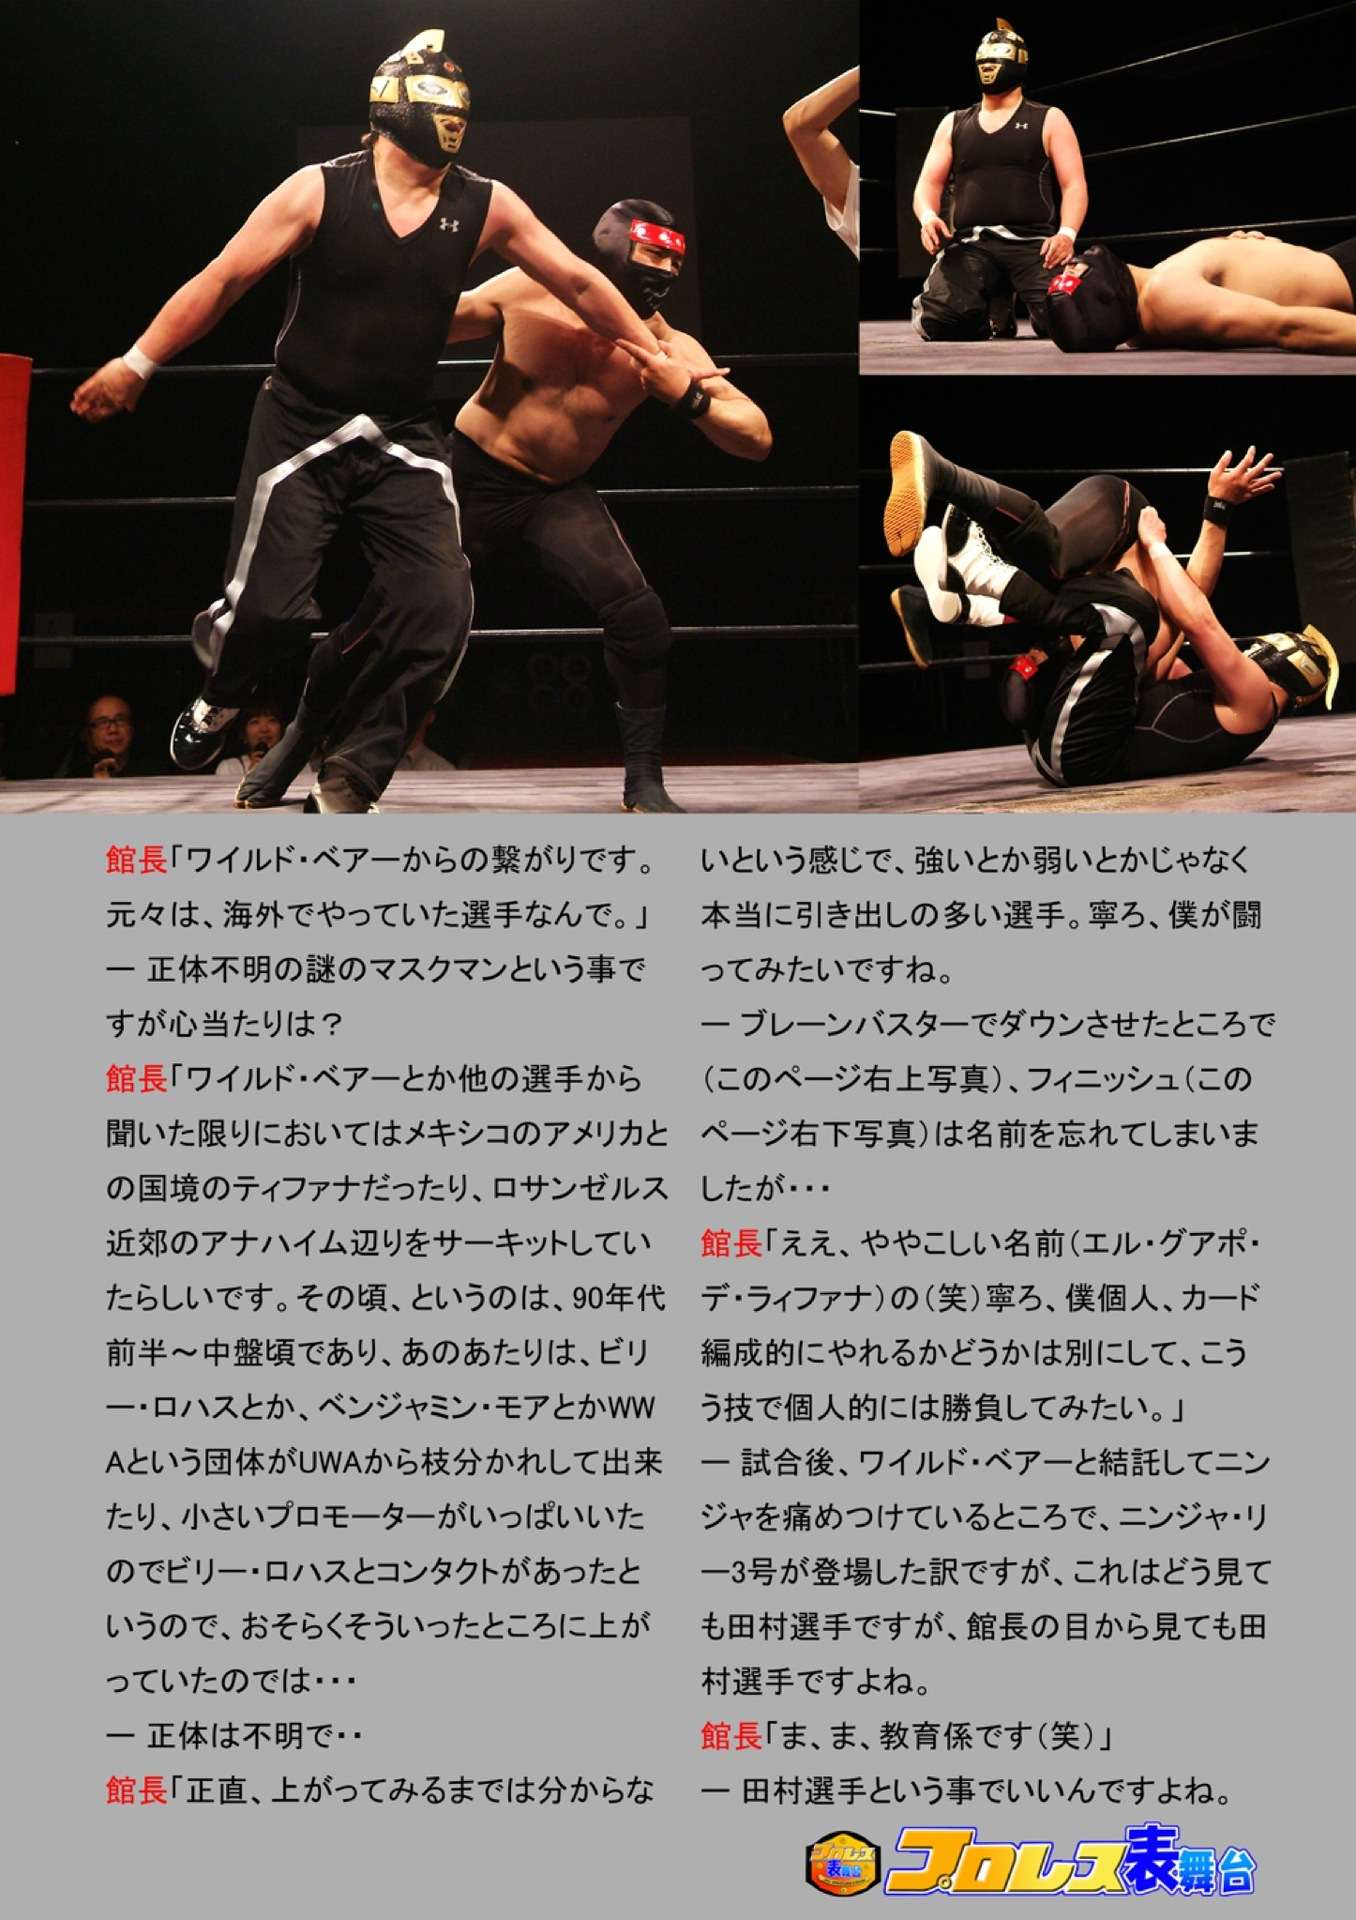 館長「ワイルド・ベアーからの繋がりです。
元々は、海外でやっていた選手なんで。」
― 正体不明の謎のマスクマンという事で
すが心当たりは？
館長「ワイルド・ベアーとか他の選手から
聞いた限りにおいてはメキシコのアメリカと
の国境のティファナだったり、ロサンゼルス
近郊のアナハイム辺りをサーキットしてい
たらしいです。その頃、というのは、90年代
前半～中盤頃であり、あのあたりは、ビリ
ー・ロハスとか、ベンジャミン・モアとかWW
Aという団体がUWAから枝分かれして出来
たり、小さいプロモーターがいっぱいいた
のでビリー・ロハスとコンタクトがあったと
いうので、おそらくそういったところに上が
っていたのでは・・・
― 正体は不明で・・
館長「正直、上がってみるまでは分からな
いという感じで、強いとか弱いとかじゃなく
本当に引き出しの多い選手。寧ろ、僕が闘
ってみたいですね。
― ブレーンバスターでダウンさせたところで
（このページ右上写真）、フィニッシュ（この
ページ右下写真）は名前を忘れてしまいま
したが・・・
館長「ええ、ややこしい名前（エル・グアポ・
デ・ラィファナ）の（笑）寧ろ、僕個人、カード
編成的にやれるかどうかは別にして、こう
う技で個人的には勝負してみたい。」
― 試合後、ワイルド・ベアーと結託してニン
ジャを痛めつけているところで、ニンジャ・リ
ー3号が登場した訳ですが、これはどう見て
も田村選手ですが、館長の目から見ても田
村選手ですよね。
館長「ま、ま、教育係です（笑）」
― 田村選手という事でいいんですよね。
プロレス表舞台
プロレス表舞台